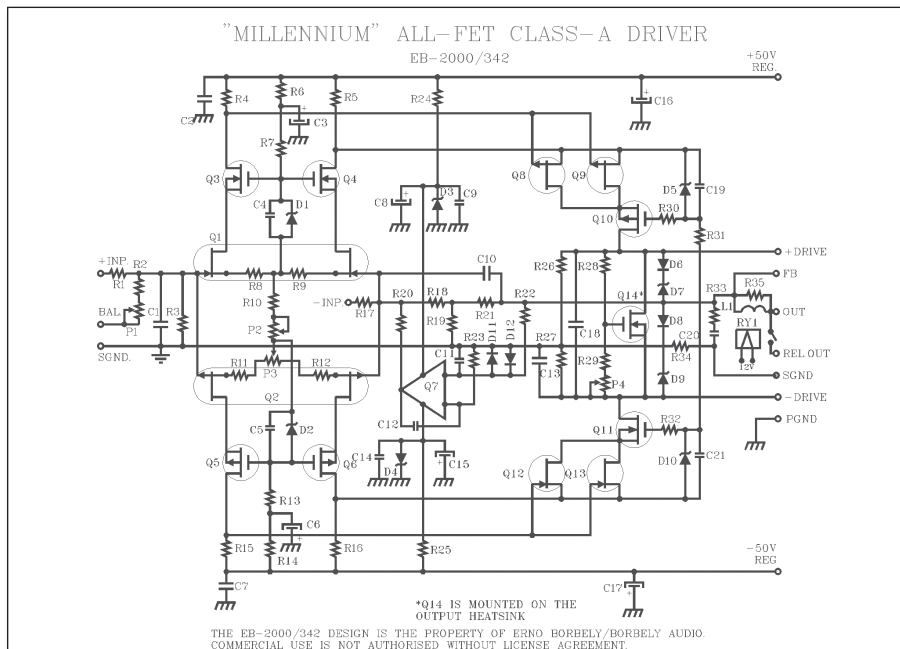 "MILLENNIUM" ALL-FET CLASS-A DRIVER
EB-2000/342
+50V
REG.
R4
R6
R5
R24
C16
C2
C3
R7
Q3
Q4
Q8
Q9
C4
D1
C8
D3
C9
D5
C19
Q10
R30
R31
Q1
+INP.
R1
R2
R8
R9
C10
R26
R28
D6
+DRIVE
FB
BAL.
P1
C1
R3
R10
P2
-INP.
R17
R20
R18
R19
R21
R22
Q14*
D7
R33
L1
R35
OUT
C18
D8
C20
RY1
12V
SGND.
R11
P3
R12
C11
R23
D11
D12
R27
C13
R29
P4
R34
REL OUT
D9
SGND
Q2
Q7
-DRIVE
C12
C5
D2
Q11
R32
PGND
Q5
Q6
C14
D4
C15
Q12
Q13
D10
C21
R13
C6
R15
R14
R16
R25
-50V
REG
C7
C17
*Q14 IS MOUNTED ON THE
OUTPUT HEATSINK
THE EB-2000/342 DESIGN IS THE PROPERTY OF ERNO BORBELY/BORBELY AUDIO.
COMMERCIAL USE IS NOT AUTHORISED WITHOUT LICENSE AGREEMENT.